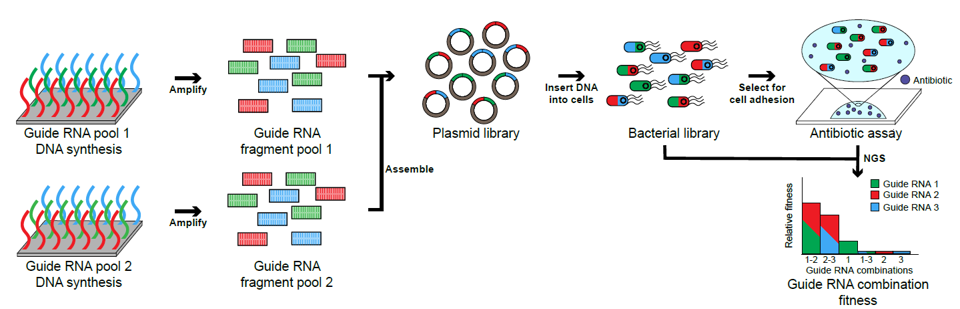 Guide RNA pool 1
DNA synthesis
Amplify
Guide RNA
fragment pool 1
Guide RNA pool 2
DNA synthesis
Amplify
Guide RNA
fragment pool 2
Assemble
Plasmid library
Insert DNA
into cells
Bacterial library
Select for
cell adhesion
Antibiotic
Antibiotic assay
NGS
Relative fitness
Guide RNA 1
Guide RNA 2
Guide RNA 3
1-2 2-3 1 1-3 2 3
Guide RNA combinations
Guide RNA combination
fitness